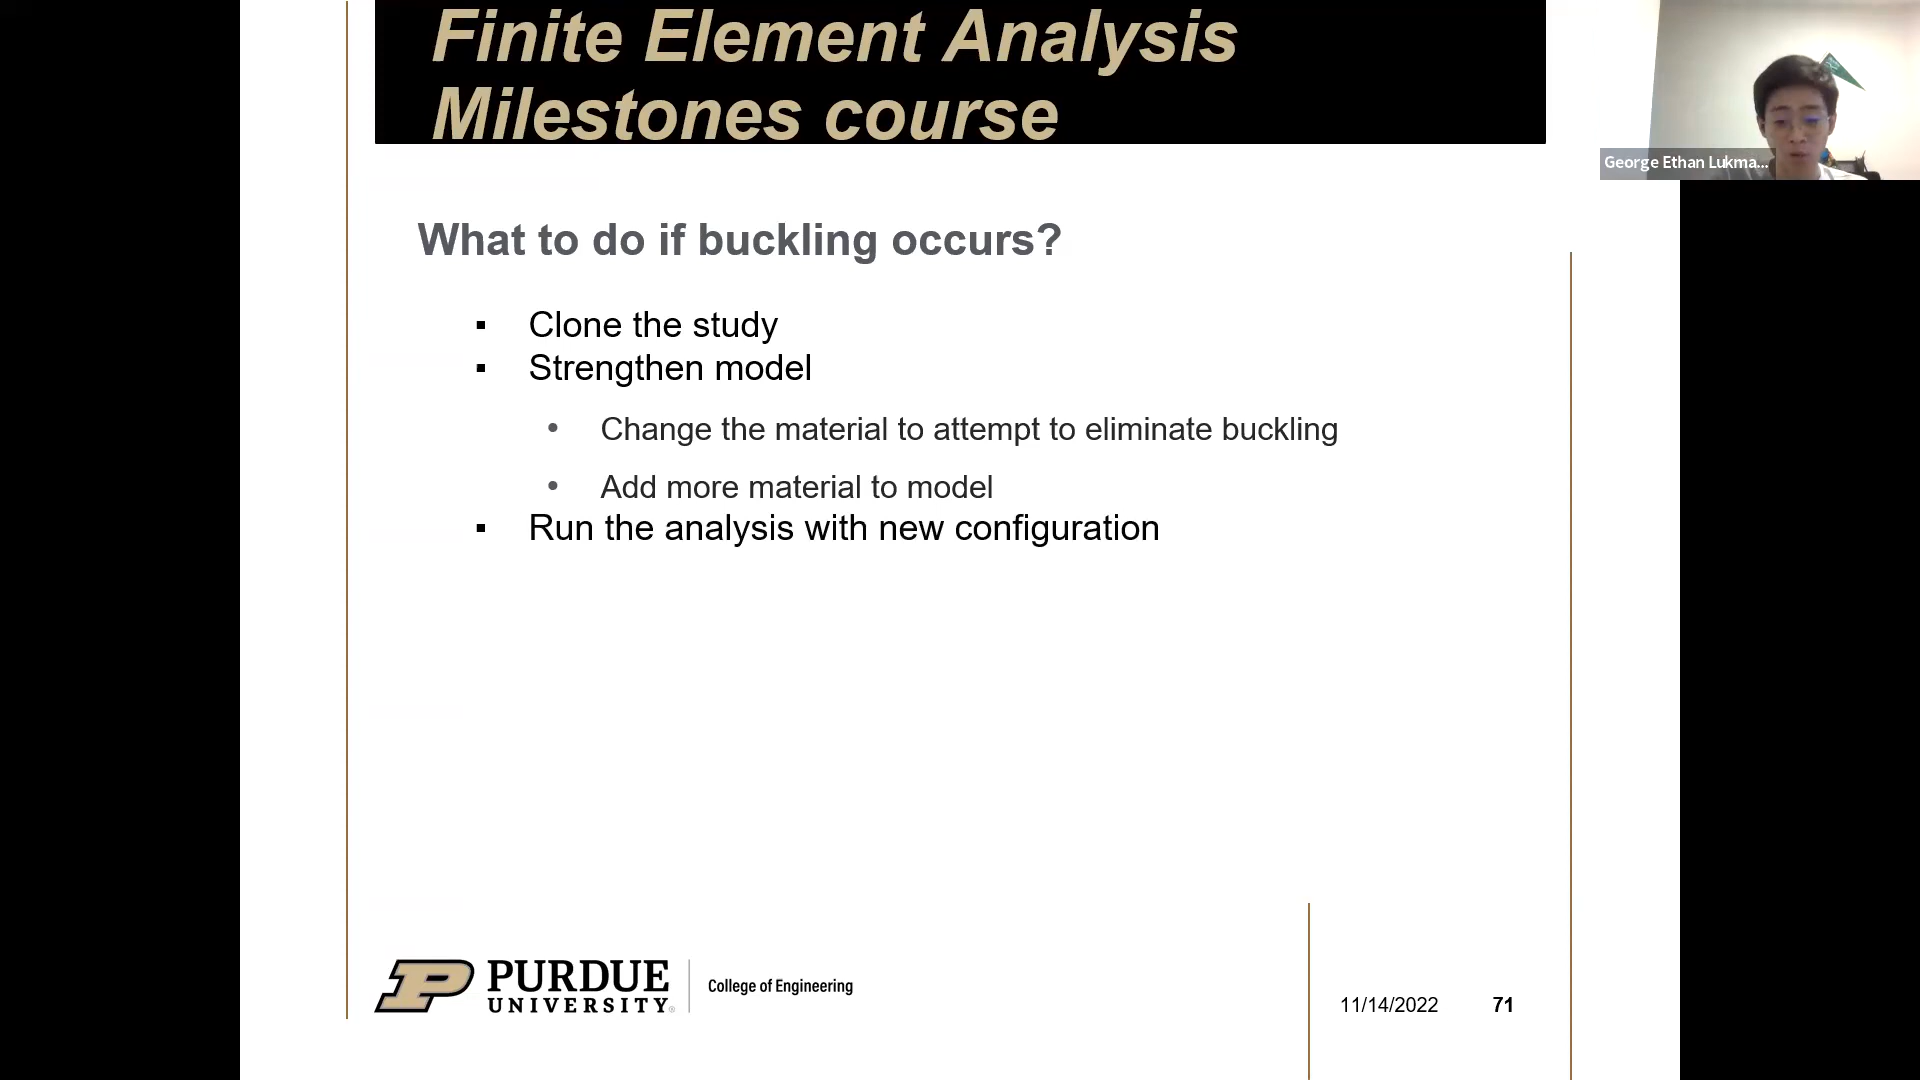 Finite Element Analysis
Milestones course
George Ethan Lukma...
What to do if buckling occurs?
▪ Clone the study
▪ Strengthen model
• Change the material to attempt to eliminate buckling
• Add more material to model
▪ Run the analysis with new configuration
PURDUE
UNIVERSITY®
College of Engineering
11/14/2022 71